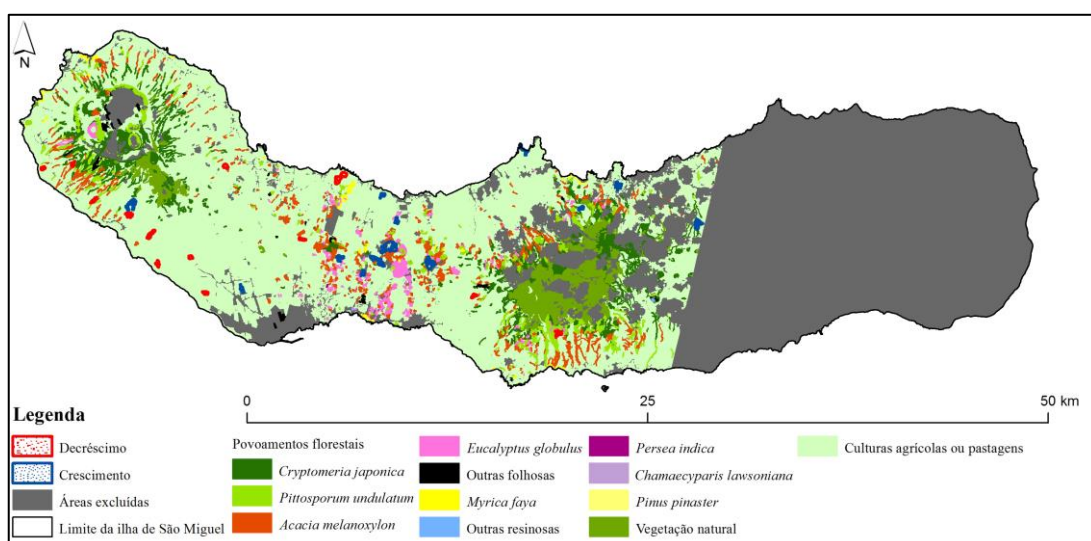 N
0 25 50 km
Legenda
Decréscimo
Crescimento
Áreas excluídas
Limite da ilha de São Miguel
Povoamentos florestais
Cryptomeria japonica
Pittosporum undulatum
Acacia melanoxylon
Eucalyptus globulus
Outras folhosas
Myrica faya
Outras resinosas
Persea indica
Chamaecyparis lawsoniana
Pinus pinaster
Vegetação natural
Culturas agrícolas ou pastagens